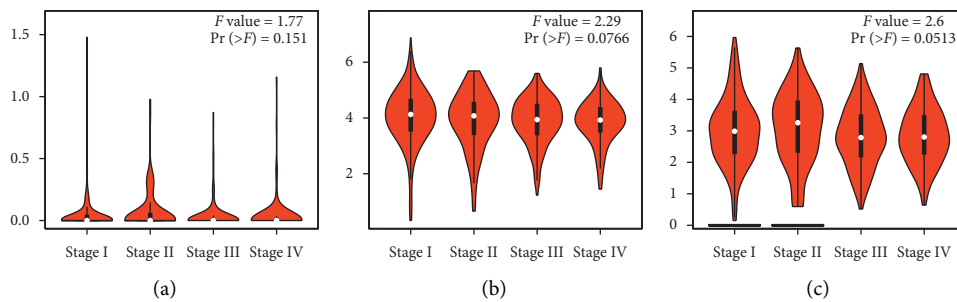 F value = 1.77
Pr (>F) = 0.151
1.5
1.0
0.5
0.0
Stage I Stage II Stage III Stage IV
(a)
F value = 2.29
Pr (>F) = 0.0766
6
4
2
Stage I Stage II Stage III Stage IV
(b)
F value = 2.6
Pr (>F) = 0.0513
6
5
4
3
2
1
0
Stage I Stage II Stage III Stage IV
(c)